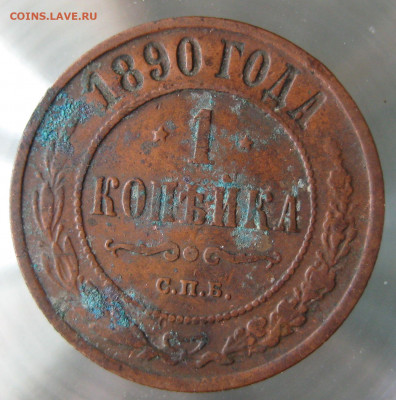 COINS.LAVE.RU
1890 ГОДА
1
КОПѢЙКА
С.П.Б.